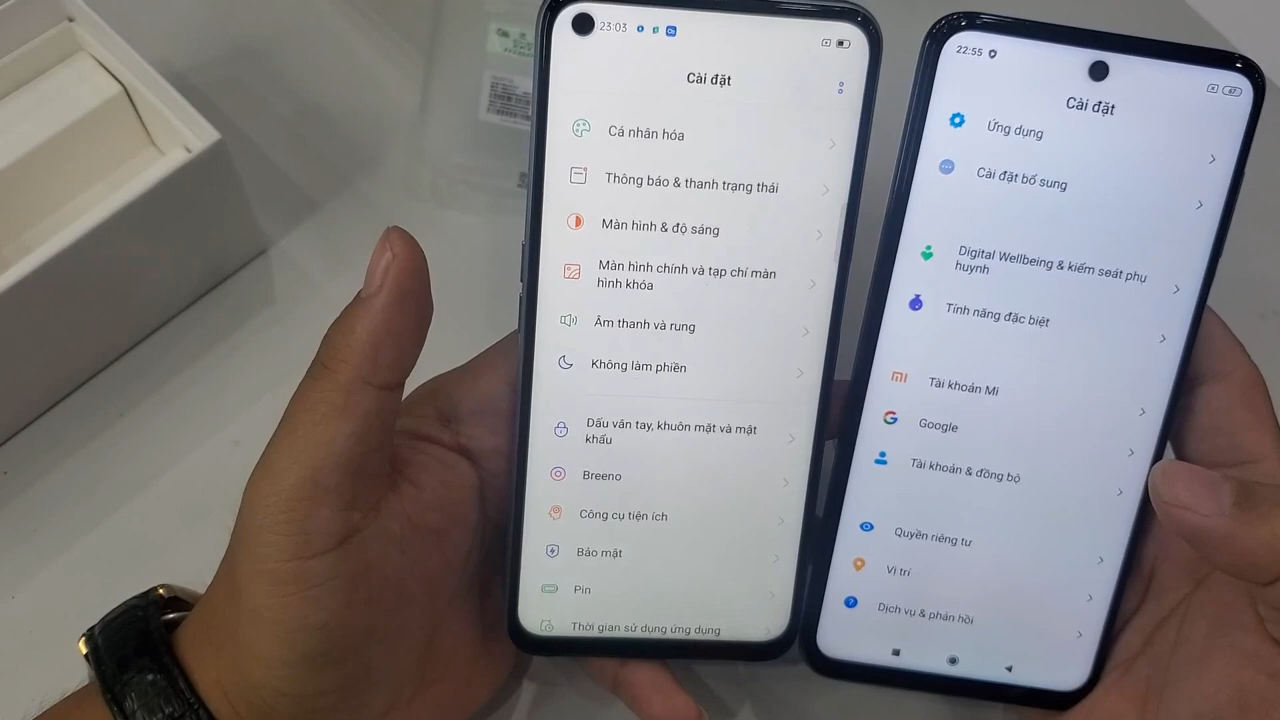 23:03
Cài đặt
Cá nhân hóa
Thông báo & thanh trạng thái
Màn hình & độ sáng
Màn hình chính và tạp chí màn
hình khóa
Âm thanh và rung
Không làm phiền
Dấu vân tay, khuôn mặt và mật
khẩu
Breeno
Công cụ tiện ích
Bảo mật
Pin
Thời gian sử dụng ứng dụng
22:55
67
Cài đặt
Ứng dụng
Cài đặt bổ sung
Digital Wellbeing & kiểm soát phụ
huynh
Tính năng đặc biệt
Tài khoản Mi
Google
Tài khoản & đồng bộ
Quyền riêng tư
Vị trí
Dịch vụ & phản hồi